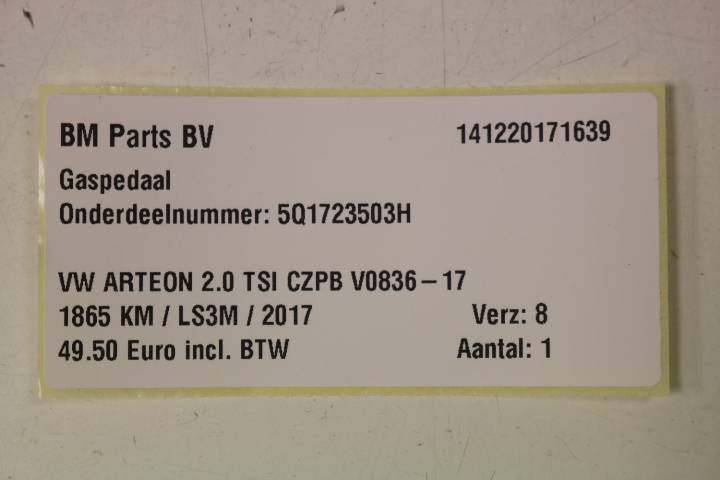 BM Parts BV 141220171639
Gaspedaal
Onderdeelnummer: 5Q1723503H
VW ARTEON 2.0 TSI CZPB V0836-17
1865 KM / LS3M / 2017 Verz: 8
49.50 Euro incl. BTW Aantal: 1